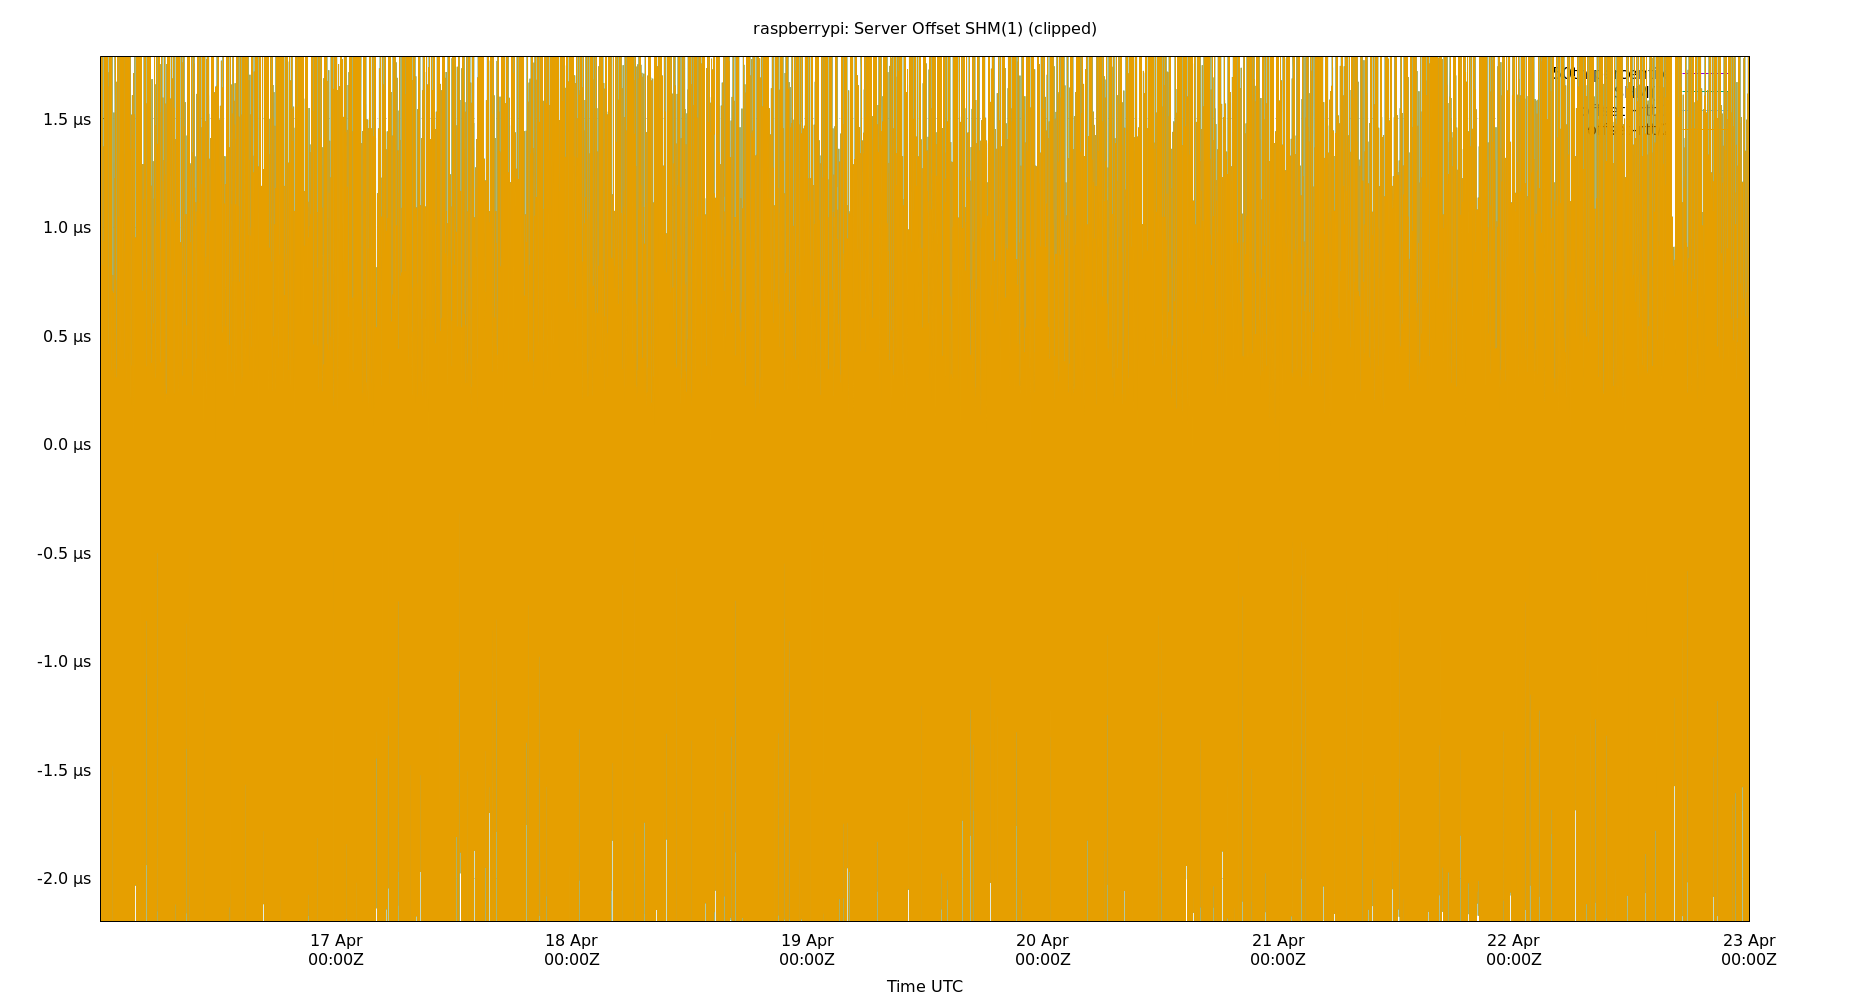 raspberrypi: Server Offset SHM(1) (clipped)
1.5 µs
1.0 µs
0.5 µs
0.0 µs
-0.5 µs
-1.0 µs
-1.5 µs
-2.0 µs
17 Apr
00:00Z
18 Apr
00:00Z
19 Apr
00:00Z
20 Apr
00:00Z
21 Apr
00:00Z
22 Apr
00:00Z
23 Apr
00:00Z
Time UTC